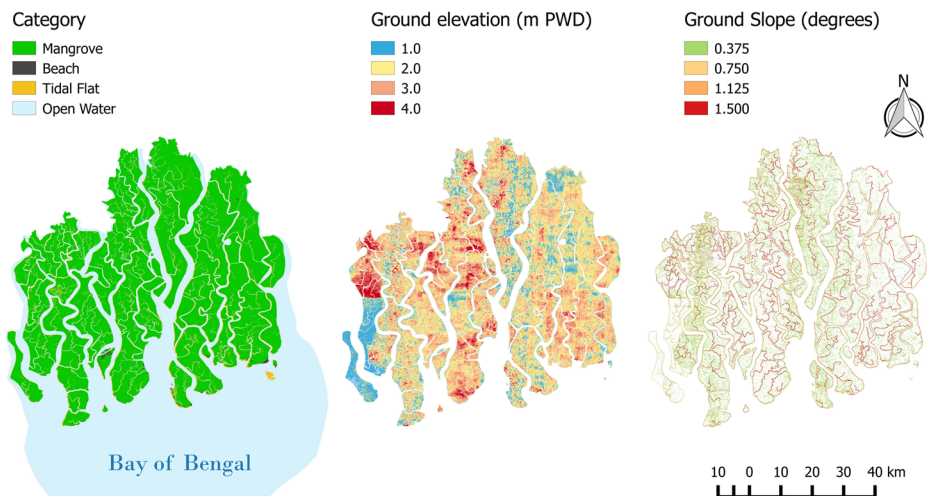 Category
Mangrove
Beach
Tidal Flat
Open Water
Ground elevation (m PWD)
1.0
2.0
3.0
4.0
Ground Slope (degrees)
0.375
0.750
1.125
1.500
N
Bay of Bengal
10 0 10 20 30 40 km